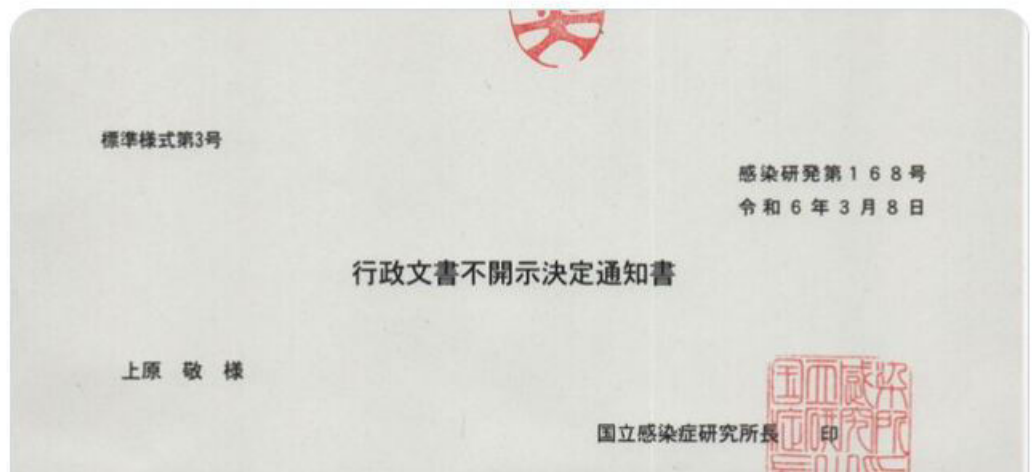 標準様式第3号
感染研発第168号
令和6年3月8日
行政文書不開示決定通知書
上原 敬 様
国立感染症研究所長 印